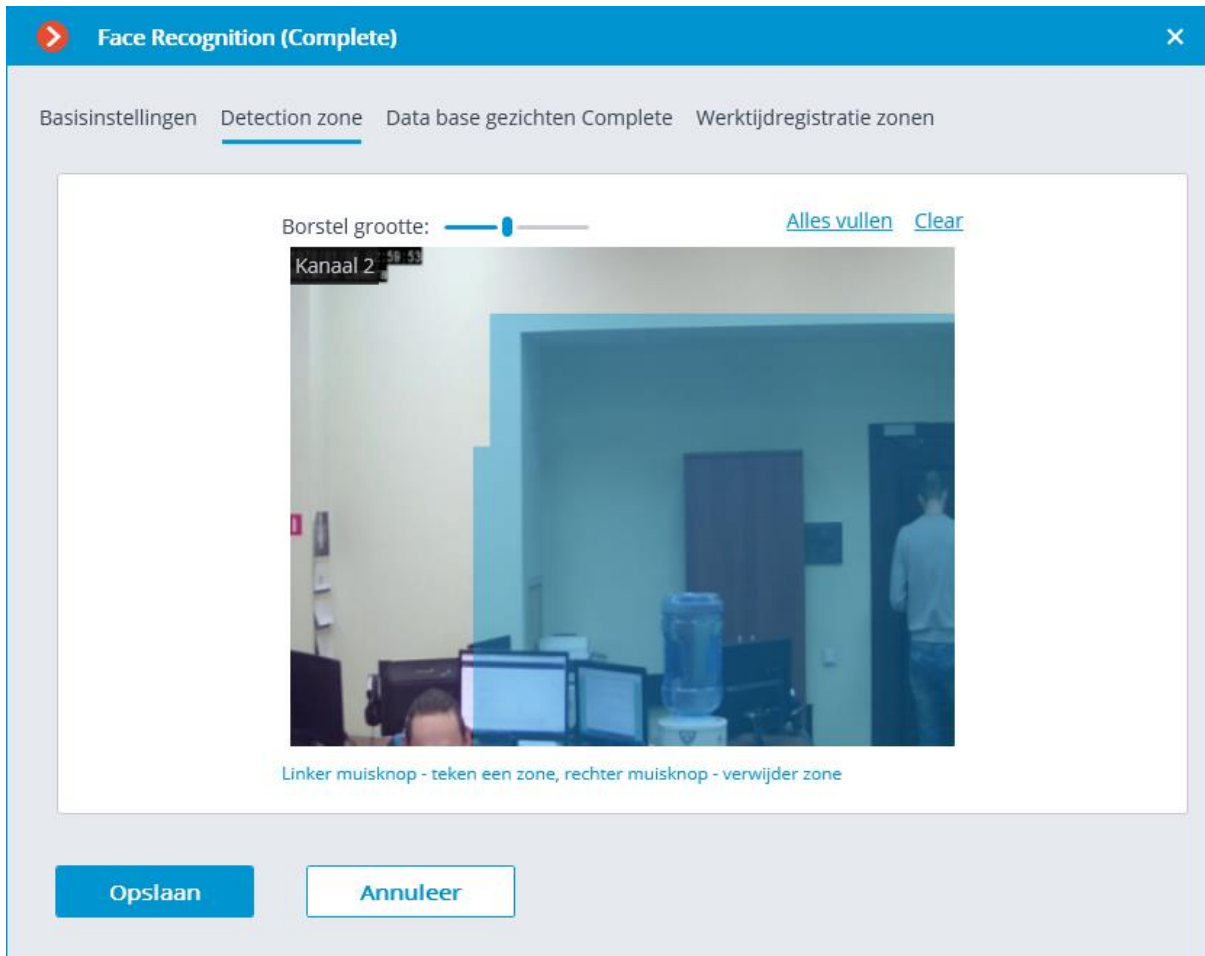 Face Recognition (Complete)
Basisinstellingen Detection zone Data base gezichten Complete Werktijdregistratie zonen
Borstel grootte: Alles vullen Clear
Kanaal 2
Linker muisknop - teken een zone, rechter muisknop - verwijder zone
Opslaan Annuleer